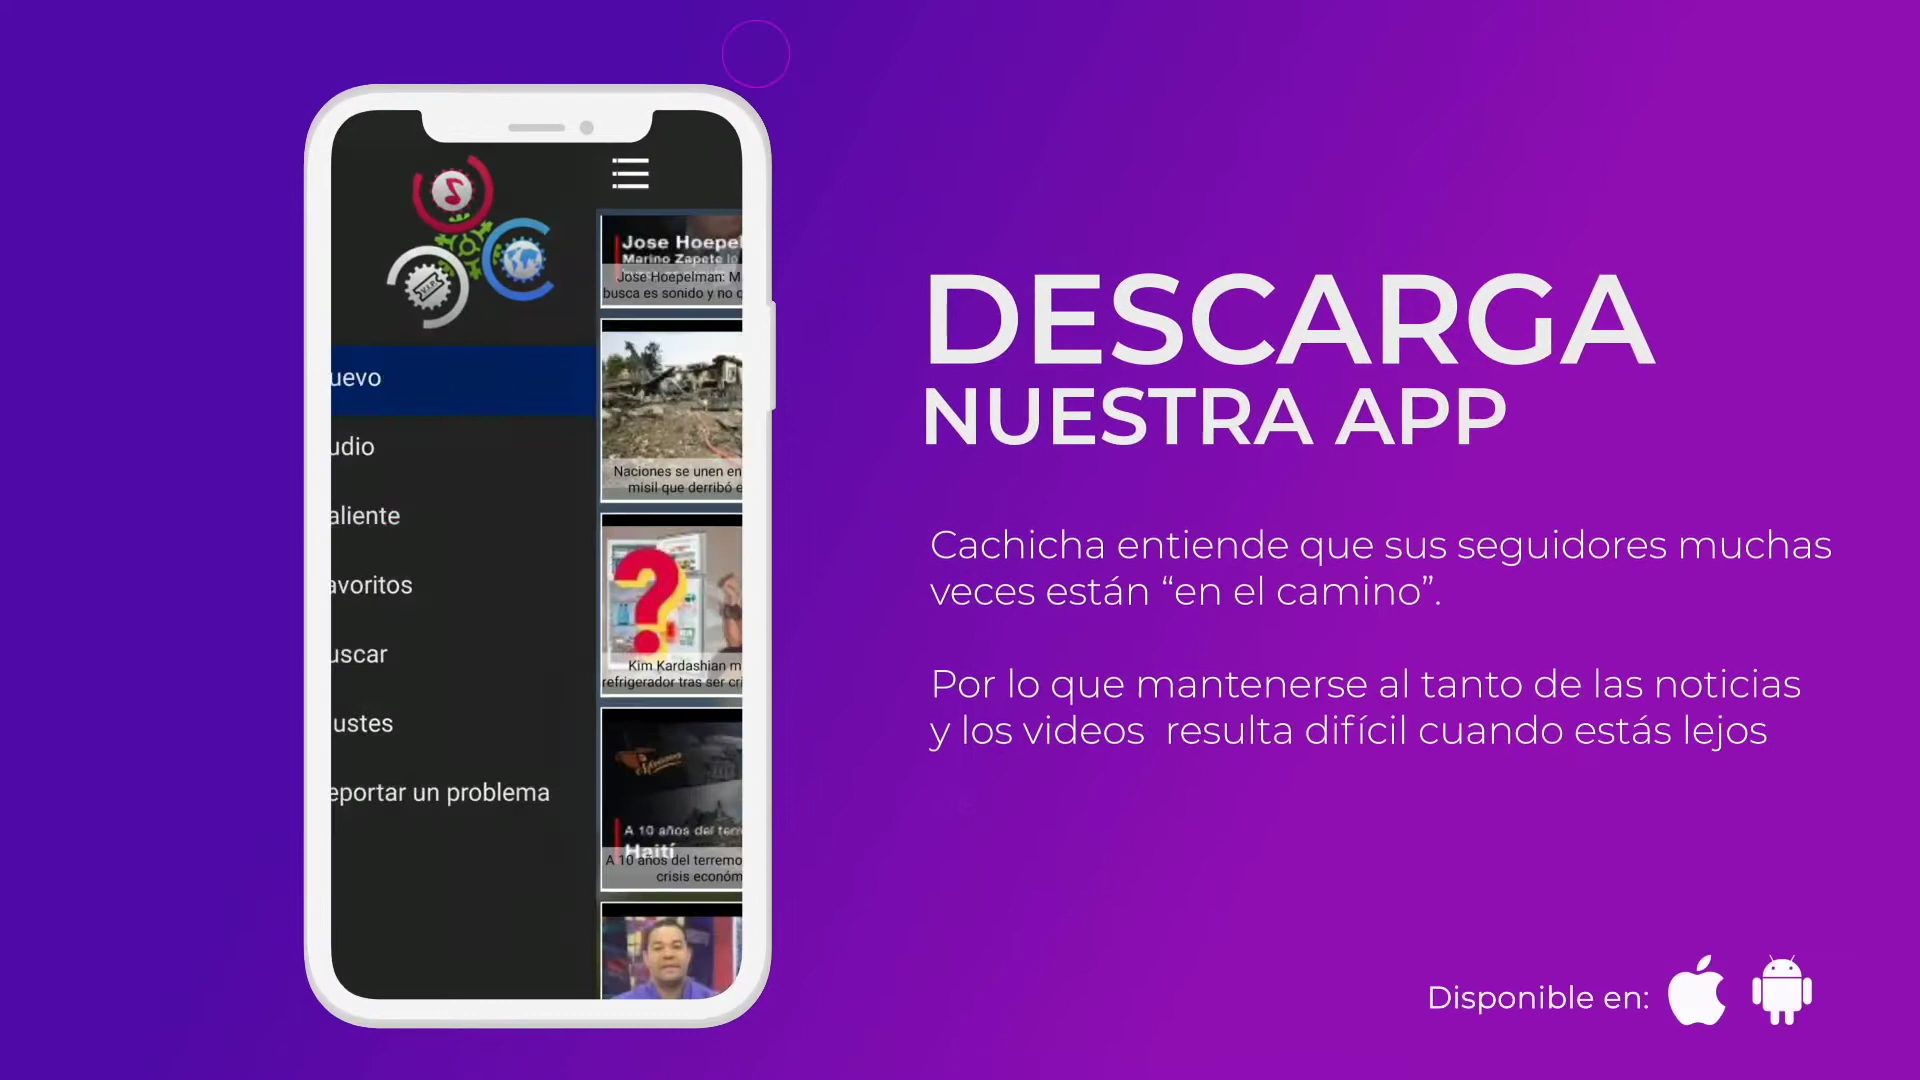 uevo
udio
aliente
avoritos
uscar
ustes
eportar un problema
Jose Hoepel
Marino Zapete lo
Jose Hoepelman: M
busca es sonido y no
Naciones se unen en
misil que derribó e
Kim Kardashian m
refrigerador tras ser cri
A 10 años del terr
Haití
A 10 años del terremo
crisis económ
V.I.P.
DESCARGA
NUESTRA APP
Cachicha entiende que sus seguidores muchas
veces están “en el camino”.
Por lo que mantenerse al tanto de las noticias
y los videos resulta difícil cuando estás lejos
Disponible en: